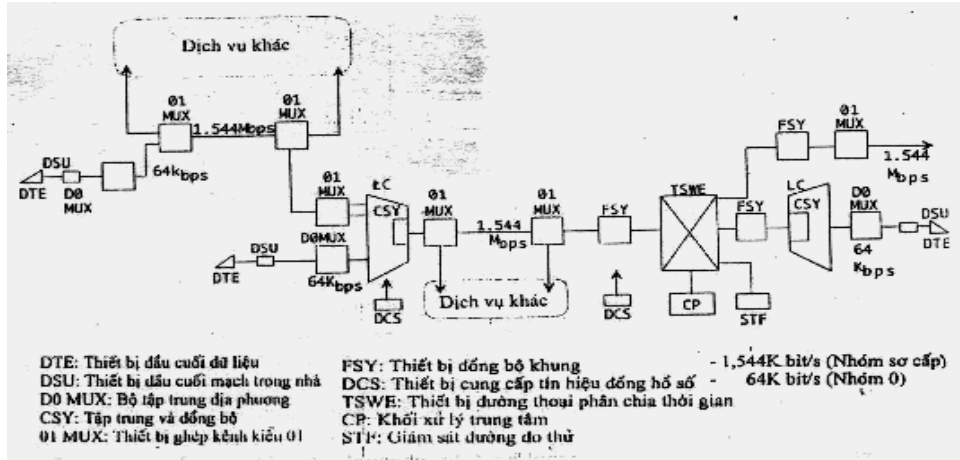 Dịch vụ khác
01
MUX
01
MUX
1.544Mbps
DSU
DTE
D0
MUX
64kbps
01
MUX
LC
CSY
D0MUX
DSU
DTE
64Kbps
DCS
01
MUX
1.544
Mbps
01
MUX
Dịch vụ khác
FSY
DCS
TSWE
CP
STF
FSY
01
MUX
1.544
Mbps
FSY
LC
CSY
D0
MUX
64
Kbps
DSU
DTE
DTE: Thiết bị đầu cuối dữ liệu
DSU: Thiết bị đầu cuối mạch trong nhà
D0 MUX: Bộ tập trung địa phương
CSY: Tập trung và đồng bộ
01 MUX: Thiết bị ghép kênh kiểu 01
FSY: Thiết bị đồng bộ khung
DCS: Thiết bị cung cấp tín hiệu đồng hồ số
TSWE: Thiết bị đường thoại phân chia thời gian
CP: Khối xử lý trung tâm
STF: Giám sát đường đo thử
- 1,544K bit/s (Nhóm sơ cấp)
- 64K bit/s (Nhóm 0)